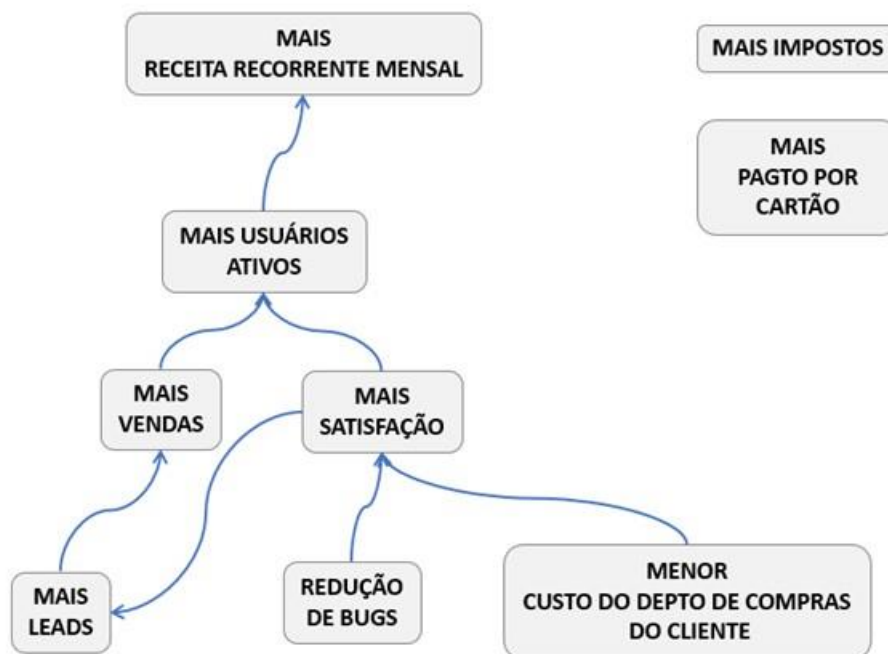 MAIS
RECEITA RECORRENTE MENSAL
MAIS IMPOSTOS
MAIS
PAGTO POR
CARTÃO
MAIS USUÁRIOS
ATIVOS
MAIS
VENDAS
MAIS
SATISFAÇÃO
MAIS
LEADS
REDUÇÃO
DE BUGS
MENOR
CUSTO DO DEPTO DE COMPRAS
DO CLIENTE